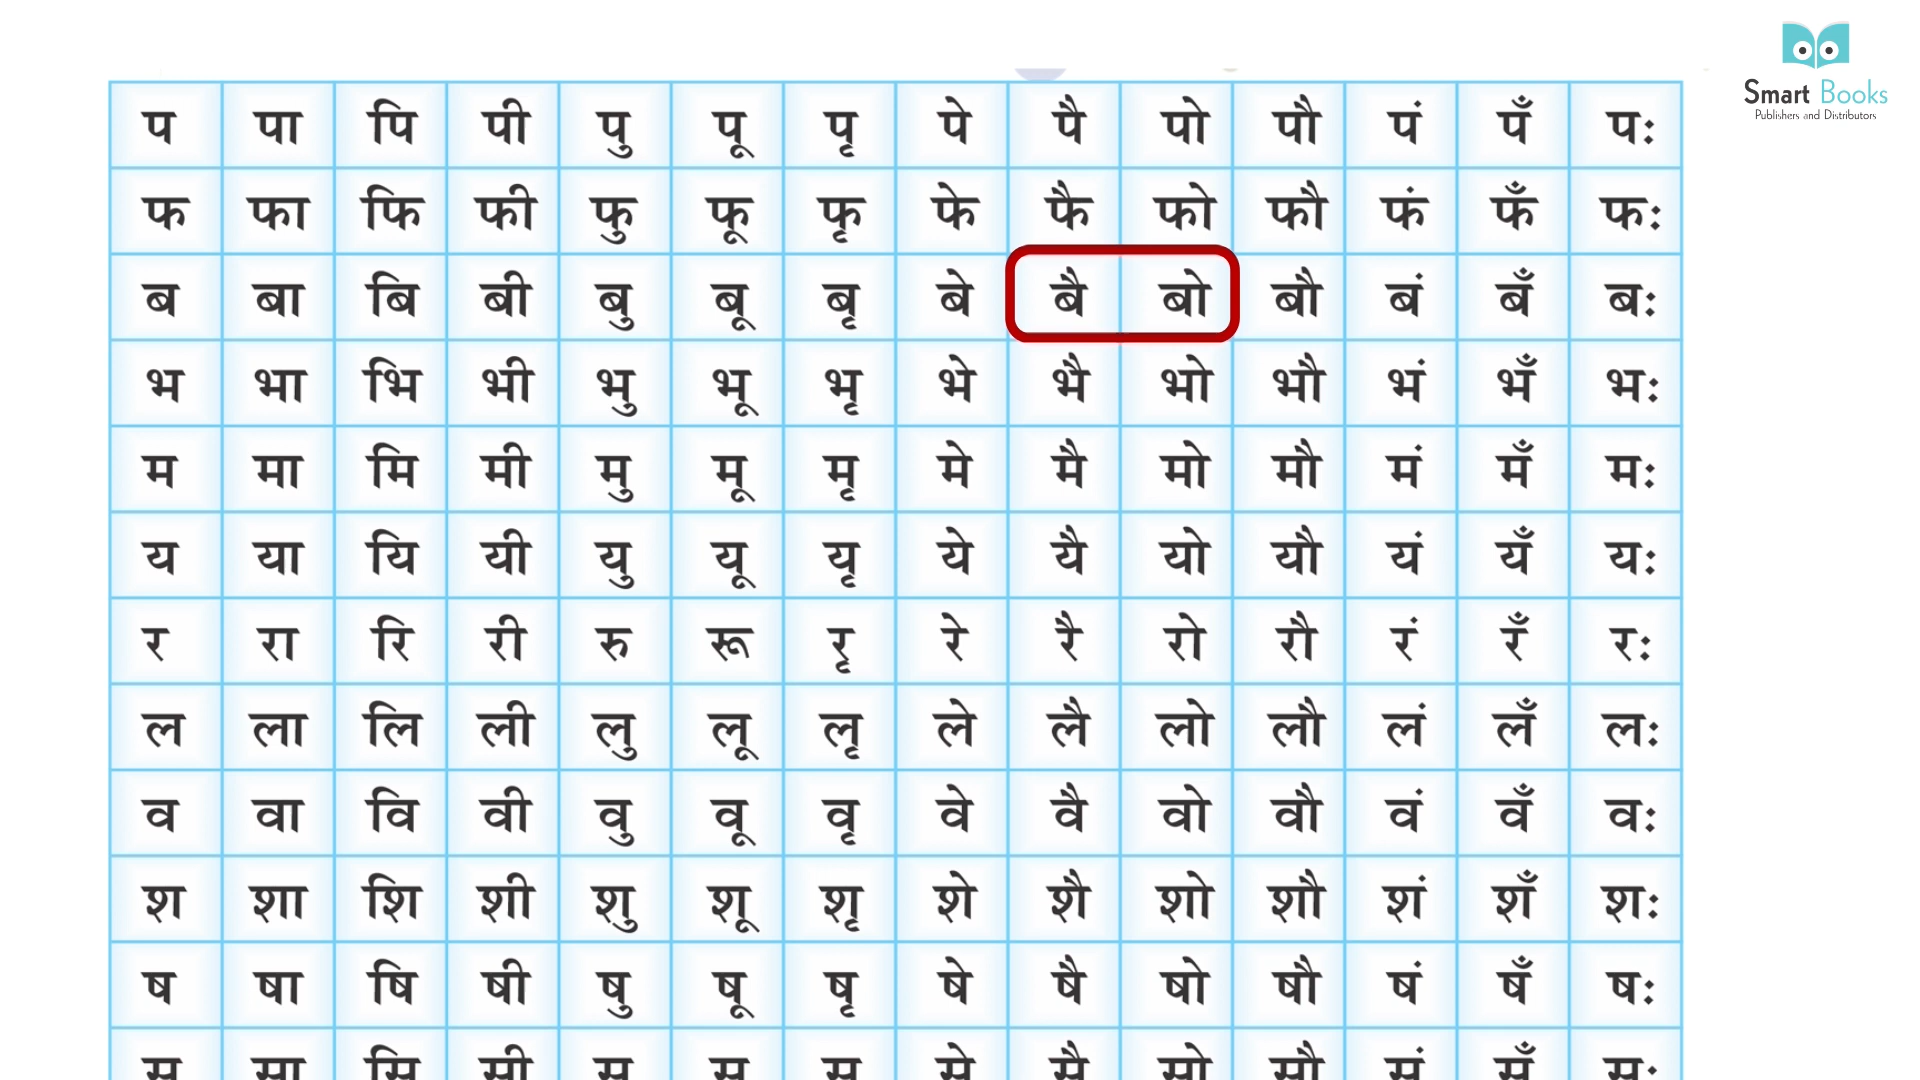 Smart Books
Publishers and Distributors
प पा पि पी पु पू पृ पे पै पो पौ पं पँ पः
फ फा फि फी फु फू फृ फे फै फो फौ फं फँ फः
ब बा बि बी बु बू बृ बे बै बो बौ बं बँ बः
भ भा भि भी भु भू भृ भे भै भो भौ भं भँ भः
म मा मि मी मु मू मृ मे मै मो मौ मं मँ मः
य या यि यी यु यू यृ ये यै यो यौ यं यँ यः
र रा रि री रु रू रृ रे रै रो रौ रं रँ रः
ल ला लि ली लु लू लृ ले लै लो लौ लं लँ लः
व वा वि वी वु वू वृ वे वै वो वौ वं वँ वः
श शा शि शी शु शू शृ शे शै शो शौ शं शँ शः
ष षा षि षी षु षू षृ षे षै षो षौ षं षँ षः